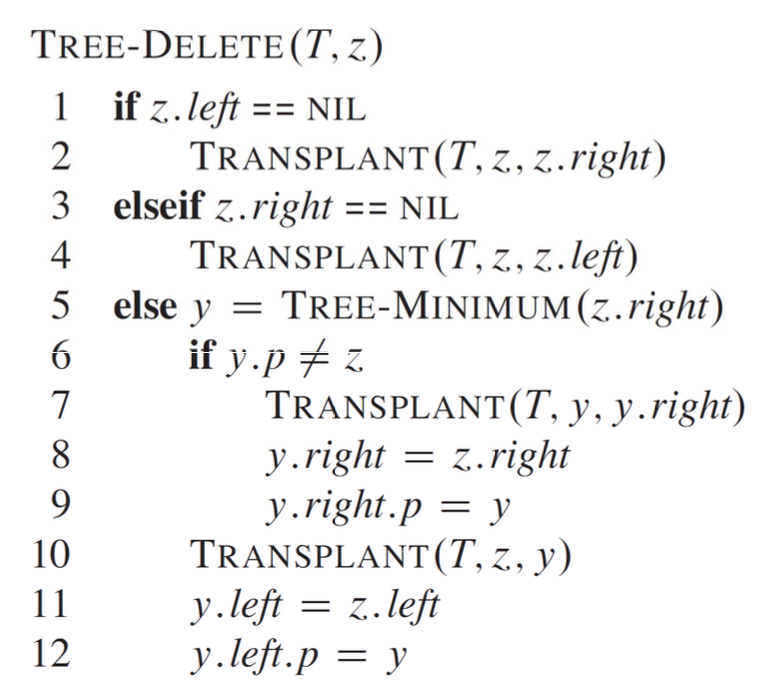 TREE-DELETE(T, z)
1 if z.left == NIL
2 TRANSPLANT(T, z, z.right)
3 elseif z.right == NIL
4 TRANSPLANT(T, z, z.left)
5 else y = TREE-MINIMUM(z.right)
6 if y.p ≠ z
7 TRANSPLANT(T, y, y.right)
8 y.right = z.right
9 y.right.p = y
10 TRANSPLANT(T, z, y)
11 y.left = z.left
12 y.left.p = y